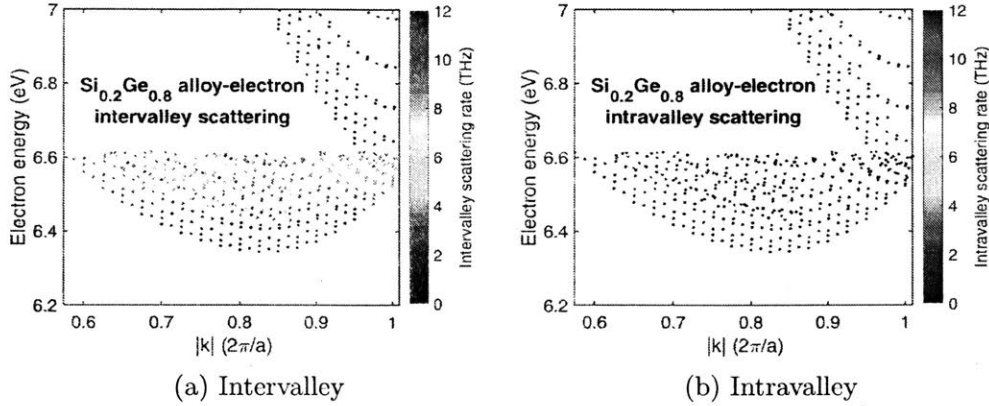 7
6.8
6.6
6.4
6.2
Electron energy (eV)
Si0.2Ge0.8 alloy-electron
intervalley scattering
0.6 0.7 0.8 0.9 1
|k| (2π/a)
12
10
8
6
4
2
0
Intervalley scattering rate (THz)
(a) Intervalley
7
6.8
6.6
6.4
6.2
Electron energy (eV)
Si0.2Ge0.8 alloy-electron
intravalley scattering
0.6 0.7 0.8 0.9 1
|k| (2π/a)
12
10
8
6
4
2
0
Intravalley scattering rate (THz)
(b) Intravalley